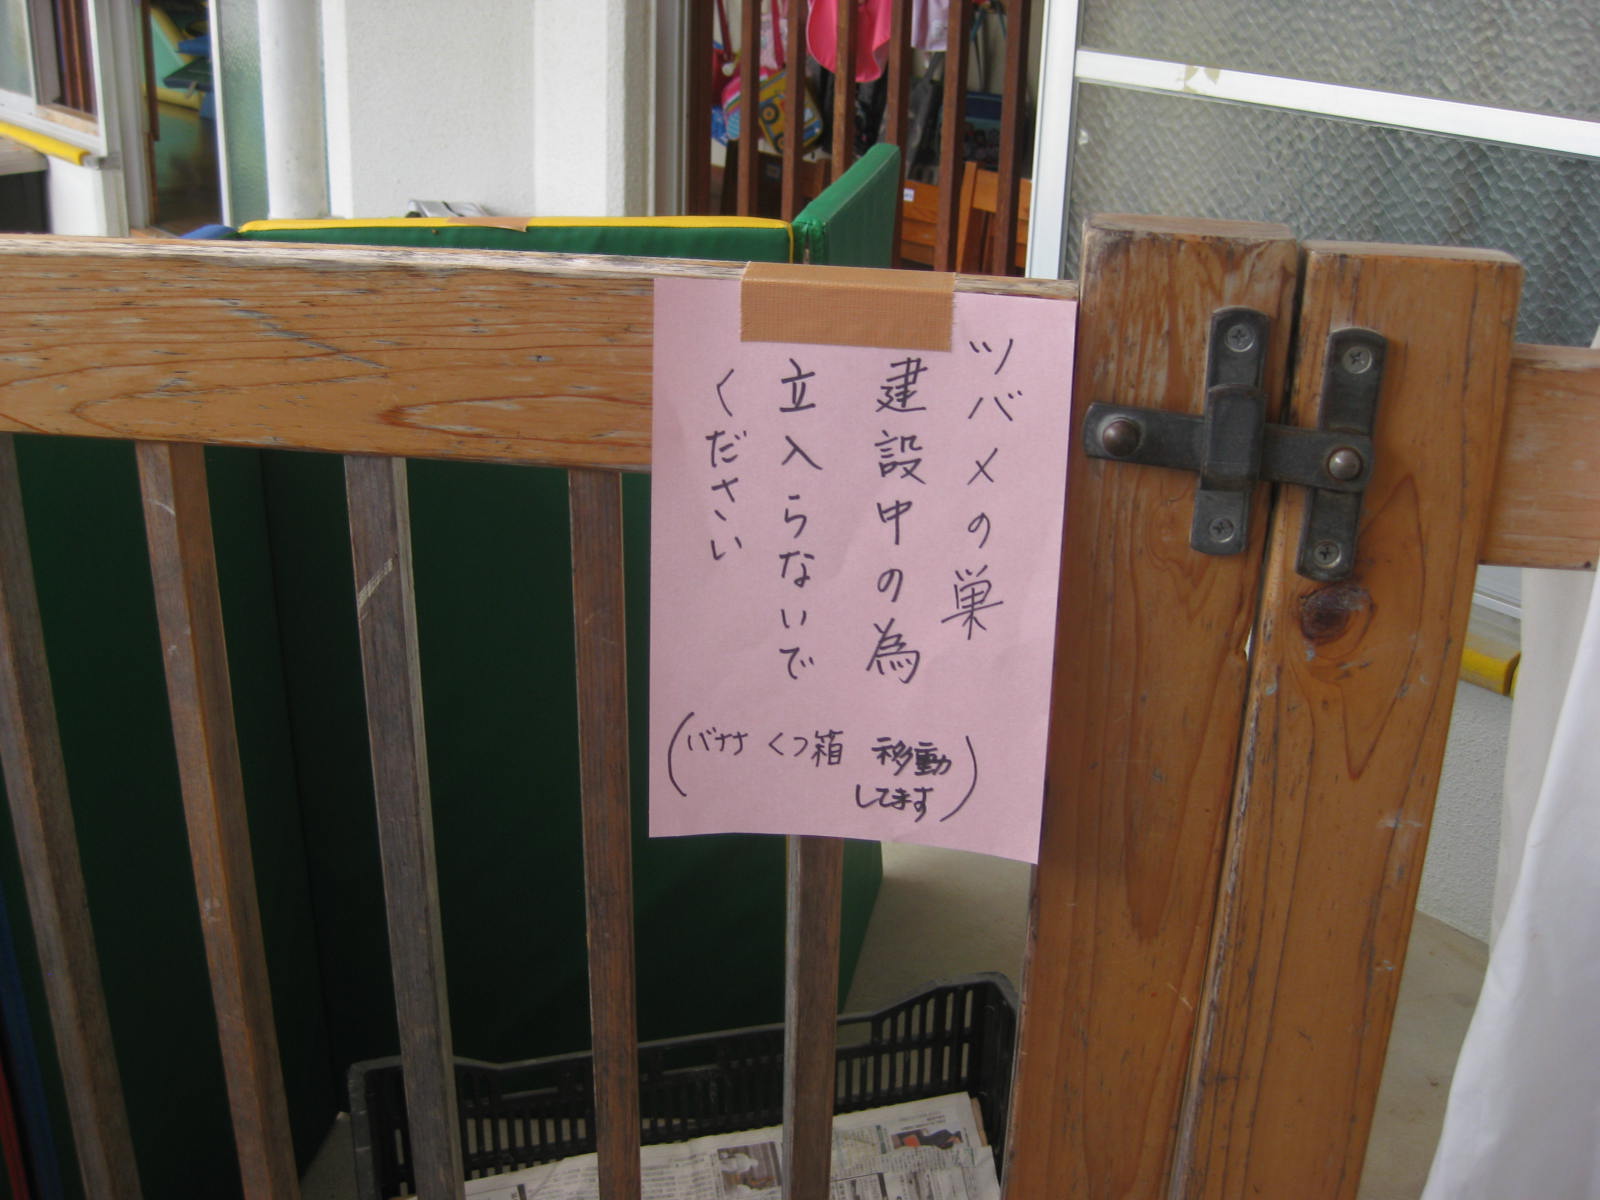 ツバメの巣
建設中の為
立入らないで
ください
(バナナ くつ箱 移動
してます)